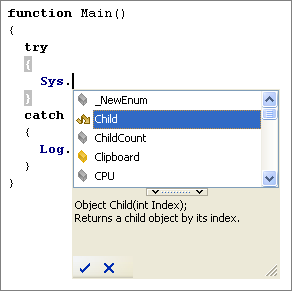 function Main()
{
try
{
Sys.
}
catch
{
Log.
}
}
_NewEnum
Child
ChildCount
Clipboard
CPU
Object Child(int Index);
Returns a child object by its index.